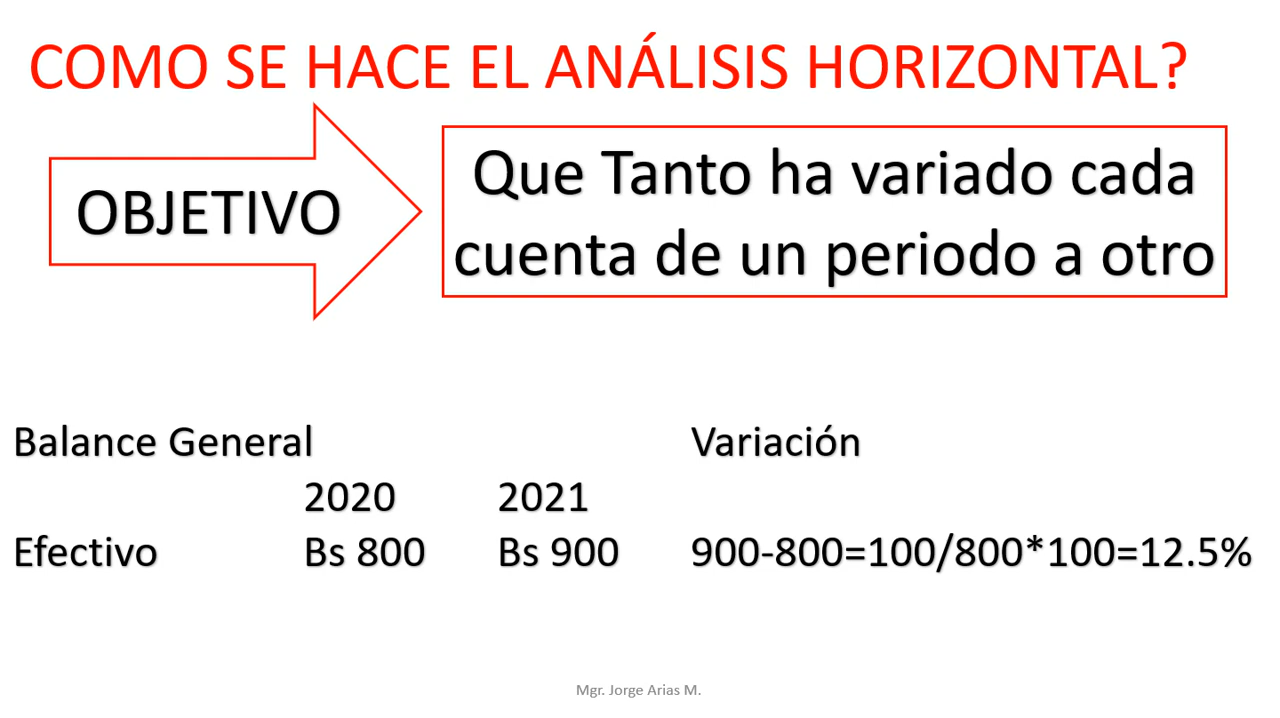 COMO SE HACE EL ANÁLISIS HORIZONTAL?
OBJETIVO
Que Tanto ha variado cada
cuenta de un periodo a otro
Balance General Variación
2020 2021
Efectivo Bs 800 Bs 900 900-800=100/800*100=12.5%
Mgr. Jorge Arias M.